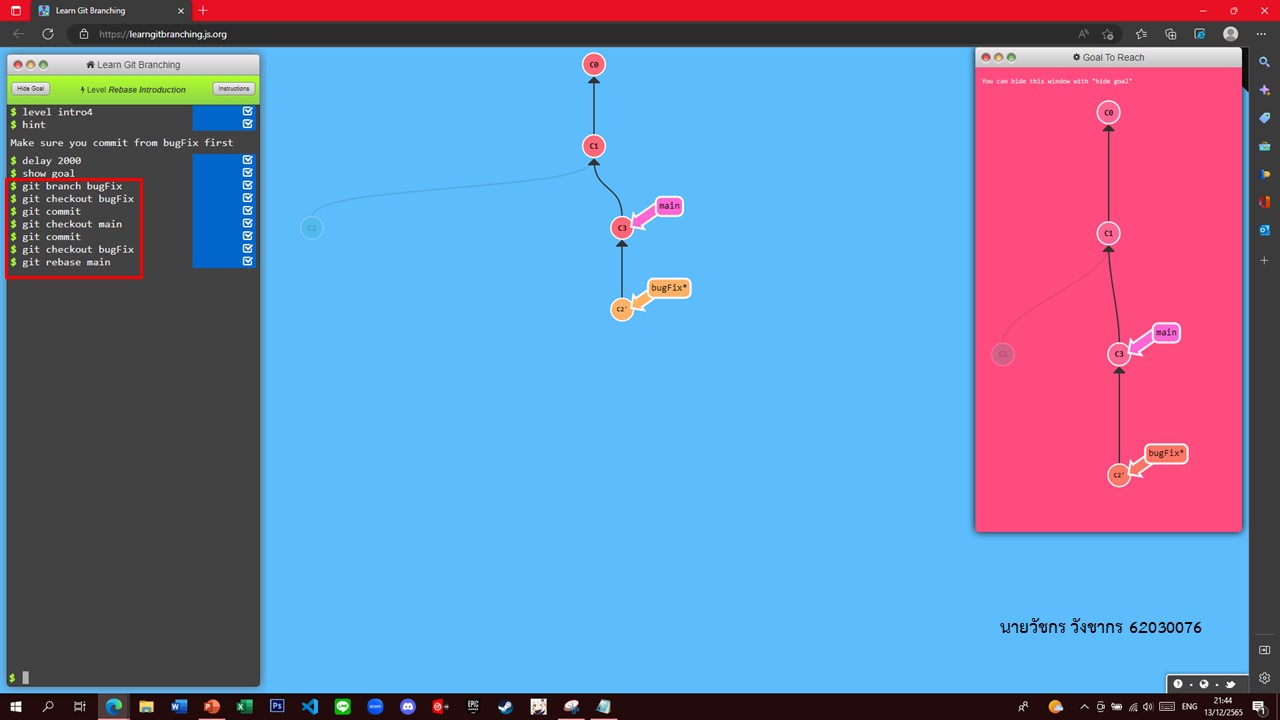 Learn Git Branching
https://learngitbranching.js.org
Learn Git Branching
Hide Goal
Level Rebase Introduction
Instructions
$ level intro4
$ hint
Make sure you commit from bugFix first
$ delay 2000
$ show goal
$ git branch bugFix
$ git checkout bugFix
$ git commit
$ git checkout main
$ git commit
$ git checkout bugFix
$ git rebase main
$
C0
C1
C2
C3
main
C2'
bugFix*
Goal To Reach
You can hide this window with "hide goal"
C0
C1
C2
C3
main
C2'
bugFix*
นายวัชกร วังชากร 62030076
21:44
13/12/2565